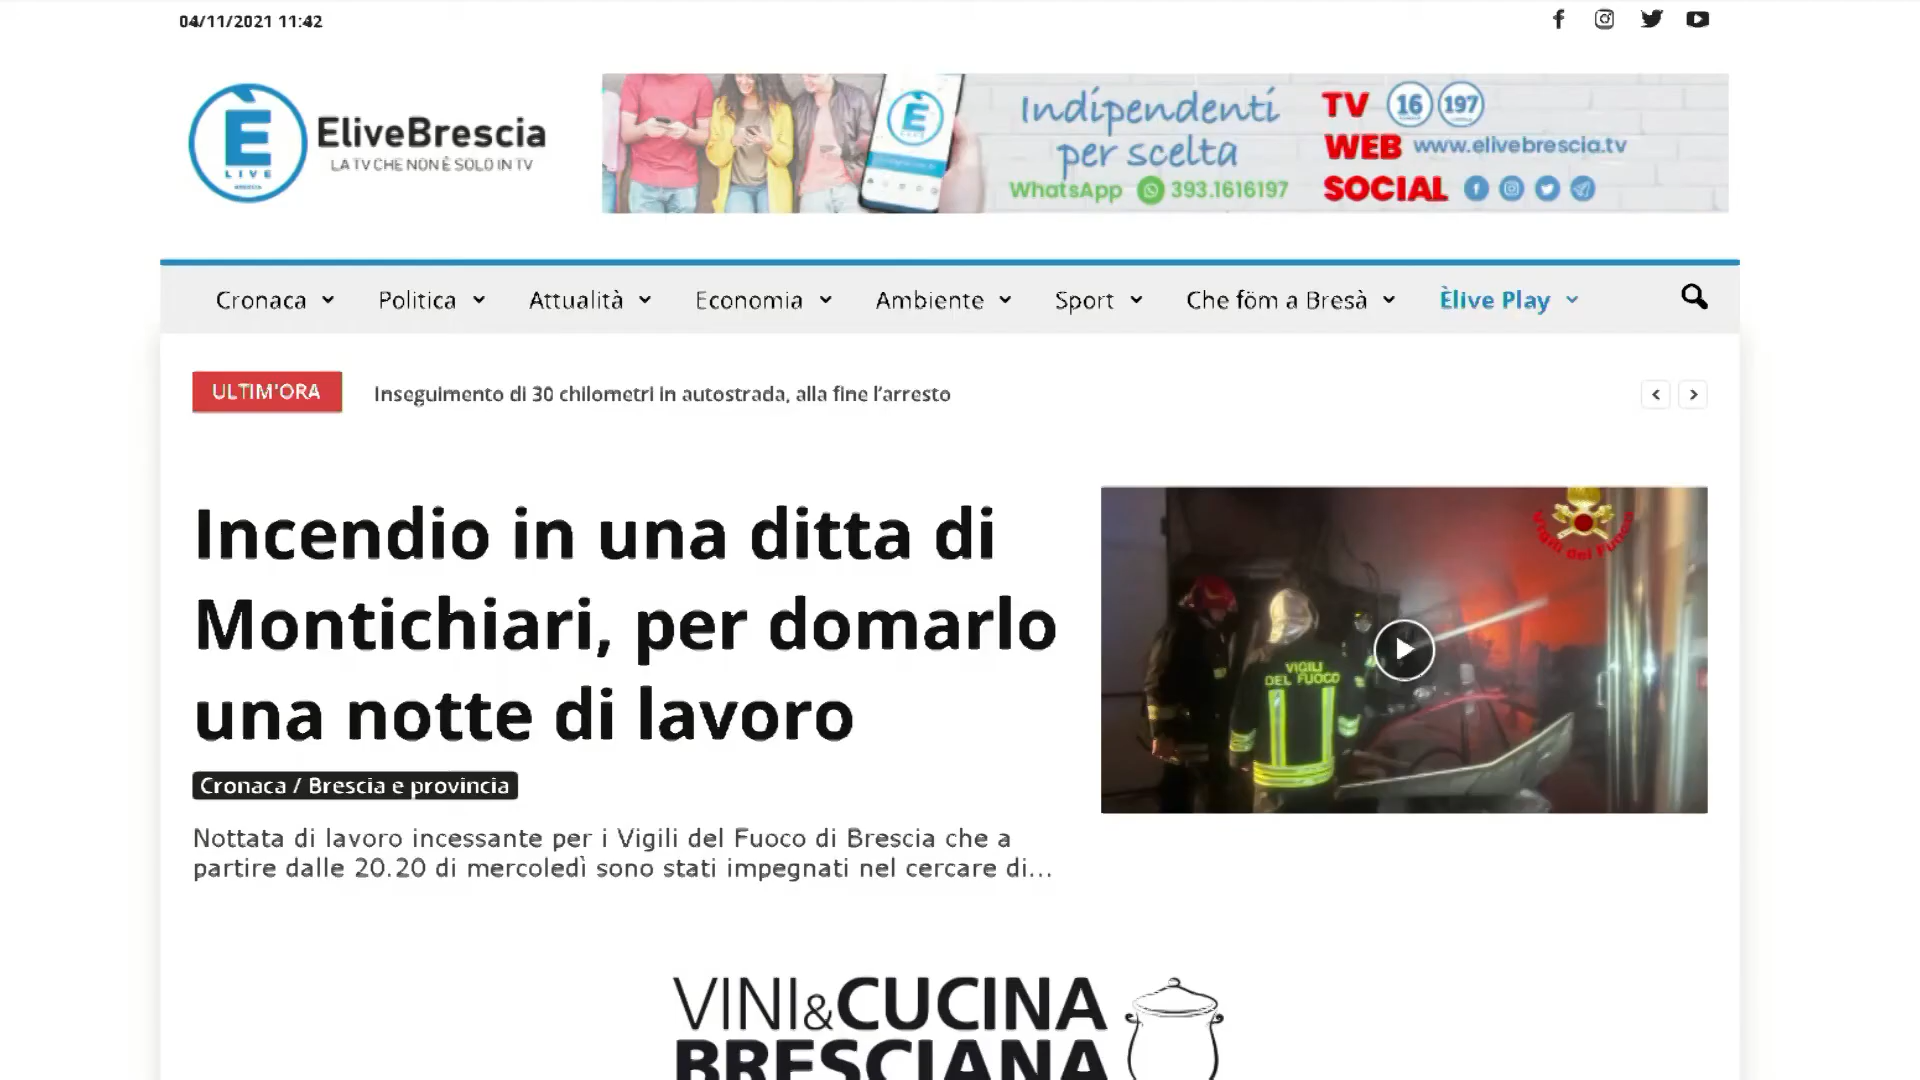 04/11/2021 11:42
È
LIVE
BRESCIA
EliveBrescia
LA TV CHE NON È SOLO IN TV
È
LIVE
Indipendenti
per scelta
WhatsApp 393.1616197
TV 16 197
WEB www.elivebrescia.tv
SOCIAL
Cronaca Politica Attualità Economia Ambiente Sport Che föm a Bresà Èlive Play
ULTIM'ORA Inseguimento di 30 chilometri in autostrada, alla fine l’arresto
Incendio in una ditta di
Montichiari, per domarlo
una notte di lavoro
Cronaca / Brescia e provincia
Nottata di lavoro incessante per i Vigili del Fuoco di Brescia che a
partire dalle 20.20 di mercoledì sono stati impegnati nel cercare di...
Vigili del Fuoco
VIGILI
DEL FUOCO
VINI&CUCINA
BRESCIANA